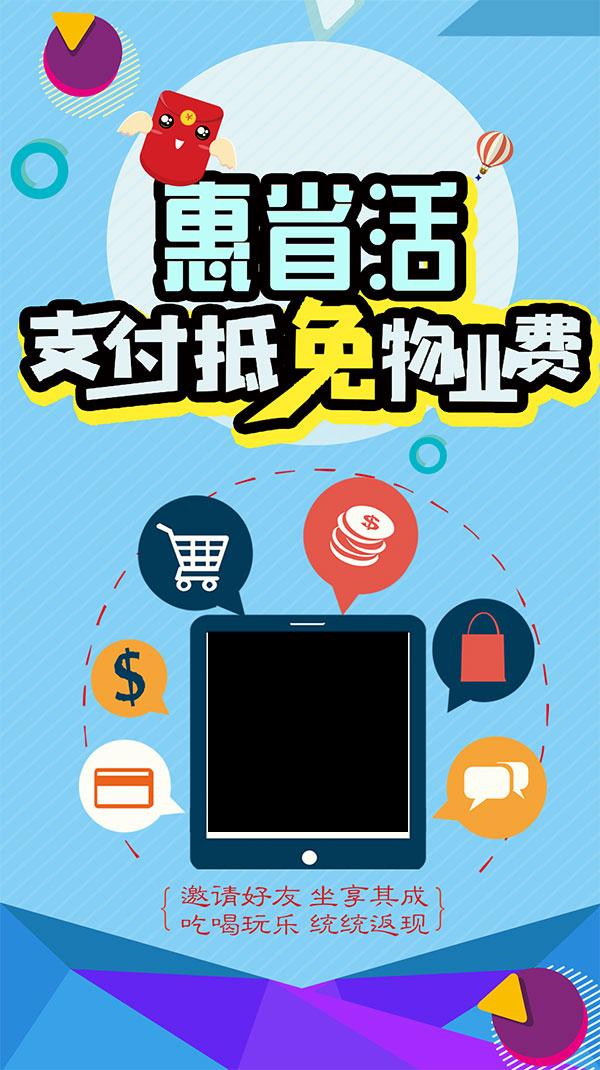 惠省活
支付抵免物业费
邀请好友 坐享其成
吃喝玩乐 统统返现